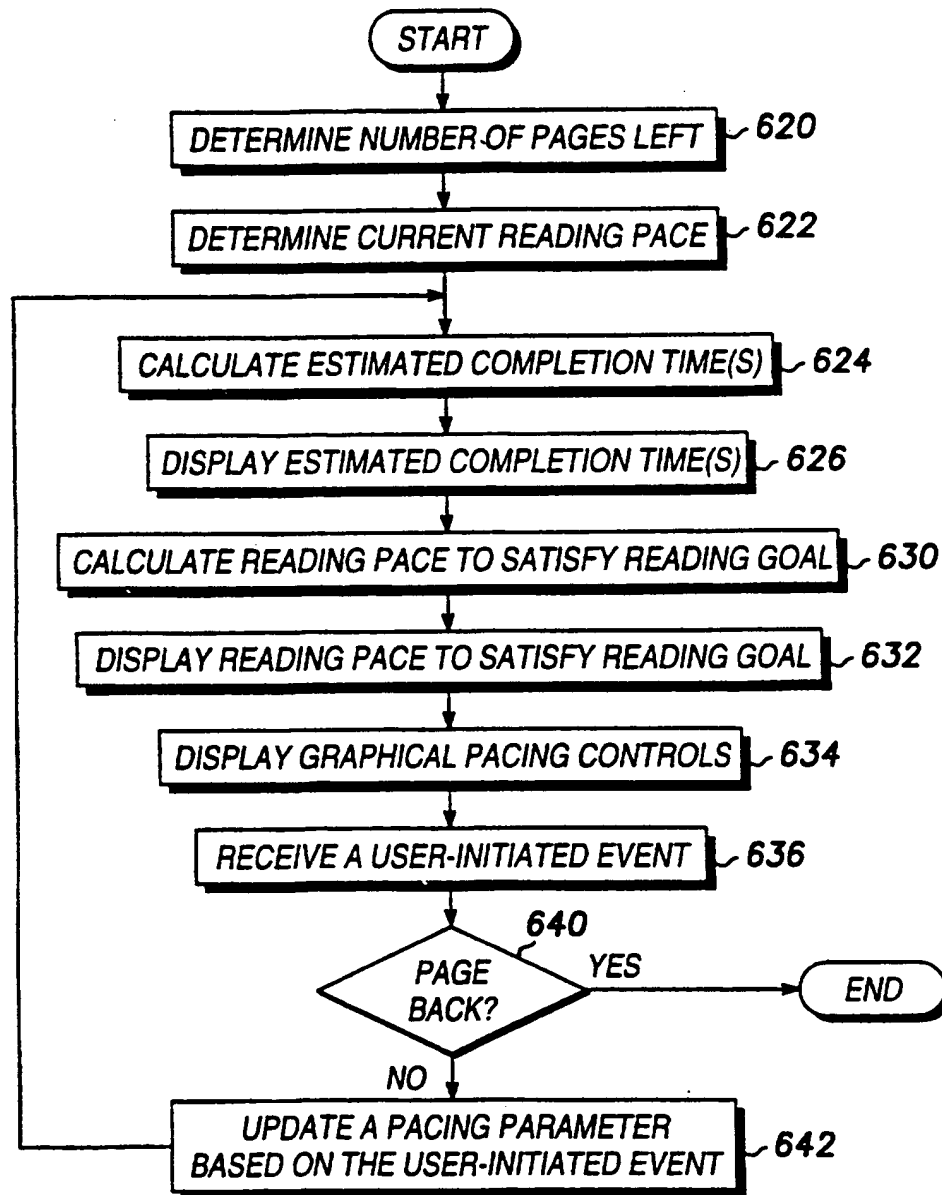 START
DETERMINE NUMBER OF PAGES LEFT 620
DETERMINE CURRENT READING PACE 622
CALCULATE ESTIMATED COMPLETION TIME(S) 624
DISPLAY ESTIMATED COMPLETION TIME(S) 626
CALCULATE READING PACE TO SATISFY READING GOAL 630
DISPLAY READING PACE TO SATISFY READING GOAL 632
DISPLAY GRAPHICAL PACING CONTROLS 634
RECEIVE A USER-INITIATED EVENT 636
640
PAGE
BACK?
YES
END
NO
UPDATE A PACING PARAMETER
BASED ON THE USER-INITIATED EVENT 642